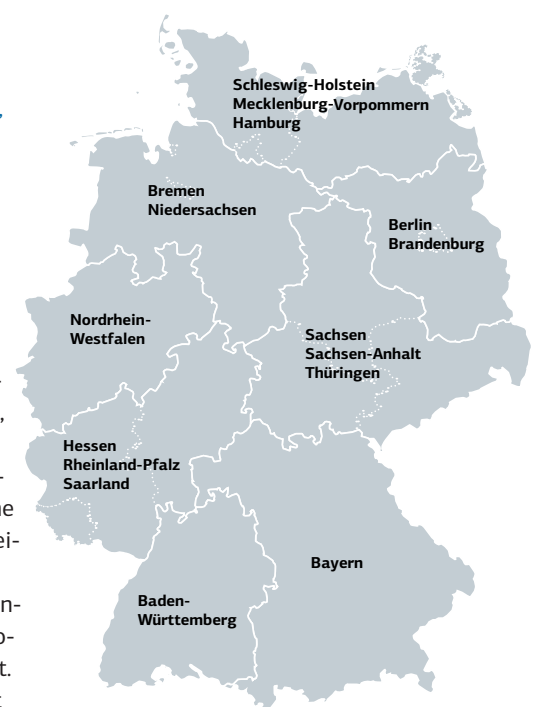 Schleswig-Holstein
Mecklenburg-Vorpommern
Hamburg
Bremen
Niedersachsen
Berlin
Brandenburg
Nordrhein-
Westfalen
Sachsen
Sachsen-Anhalt
Thüringen
Hessen
Rheinland-Pfalz
Saarland
Bayern
Baden-
Württemberg